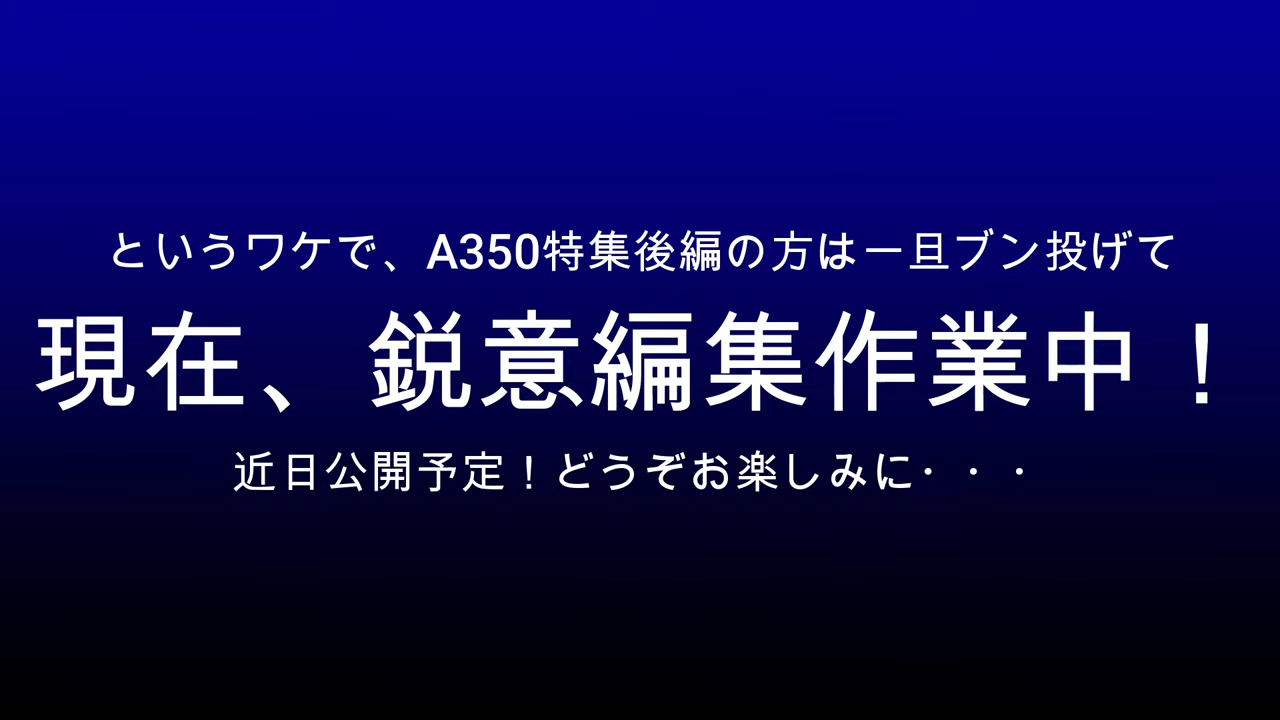 というワケで、A350特集後編の方は一旦ブン投げて
現在、鋭意編集作業中！
近日公開予定！どうぞお楽しみに・・・